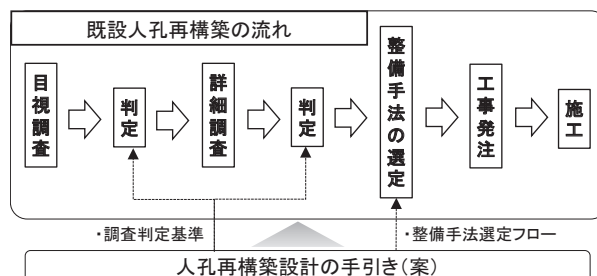 既設人孔再構築の流れ
目視調査
判定
詳細調査
判定
整備手法の選定
工事発注
施工
・調査判定基準
・整備手法選定フロー
人孔再構築設計の手引き(案)